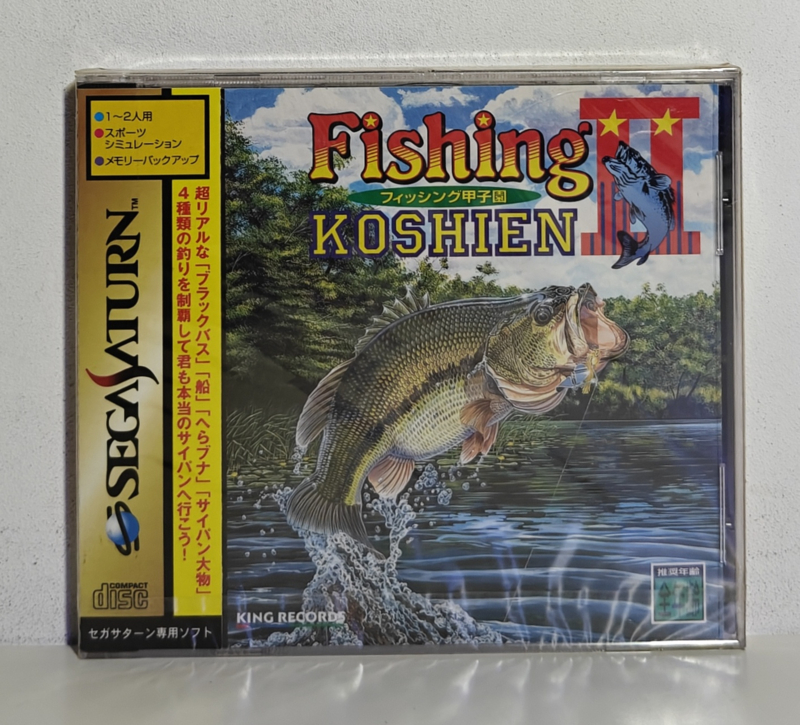 ●1〜2人用
●スポーツ
シミュレーション
●メモリーバックアップ
SEGA SATURN™
COMPACT
disc
セガサターン専用ソフト
超リアルな「ブラックバス」「船」「へらブナ」「サイパン大物」
4種類の釣りを制覇して君も本当のサイパンへ行こう!
Fishing
II
フィッシング甲子園
KOSHIEN
KING RECORDS
推奨年齢